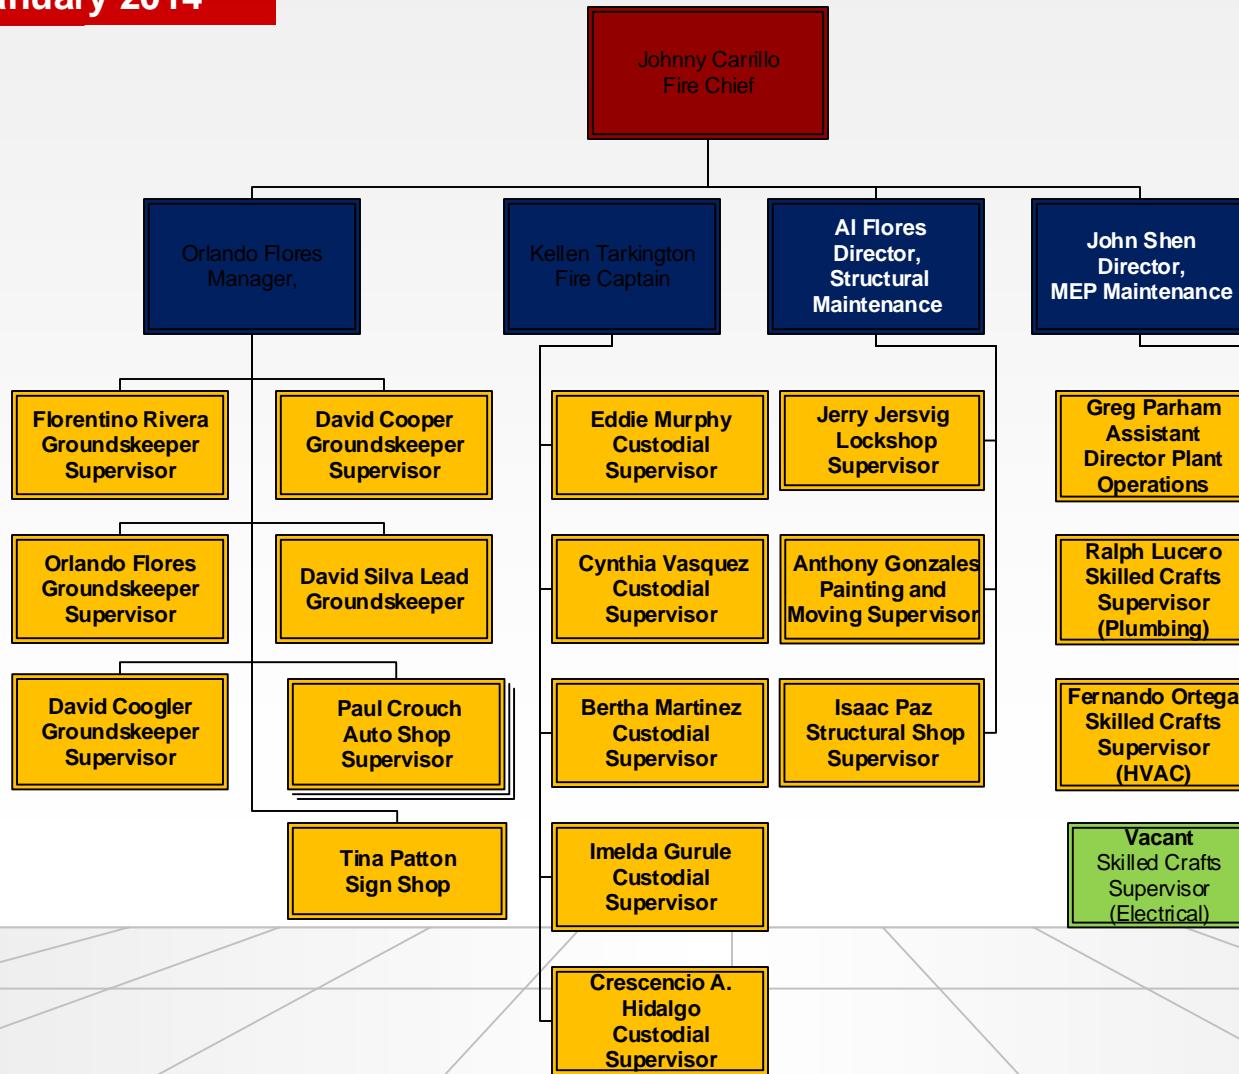 2014
Johnny Carrillo
Fire Chief
Orlando Flores
Manager,
Kellen Tarkington
Fire Captain
Al Flores
Director,
Structural
Maintenance
John Shen
Director,
MEP Maintenance
Florentino Rivera
Groundskeeper
Supervisor
David Cooper
Groundskeeper
Supervisor
Eddie Murphy
Custodial
Supervisor
Jerry Jersvig
Lockshop
Supervisor
Greg Parham
Assistant
Director Plant
Operations
Orlando Flores
Groundskeeper
Supervisor
David Silva Lead
Groundskeeper
Cynthia Vasquez
Custodial
Supervisor
Anthony Gonzales
Painting and
Moving Supervisor
Ralph Lucero
Skilled Crafts
Supervisor
(Plumbing)
David Coogler
Groundskeeper
Supervisor
Paul Crouch
Auto Shop
Supervisor
Bertha Martinez
Custodial
Supervisor
Isaac Paz
Structural Shop
Supervisor
Fernando Ortega
Skilled Crafts
Supervisor
(HVAC)
Tina Patton
Sign Shop
Imelda Gurule
Custodial
Supervisor
Vacant
Skilled Crafts
Supervisor
(Electrical)
Crescencio A.
Hidalgo
Custodial
Supervisor